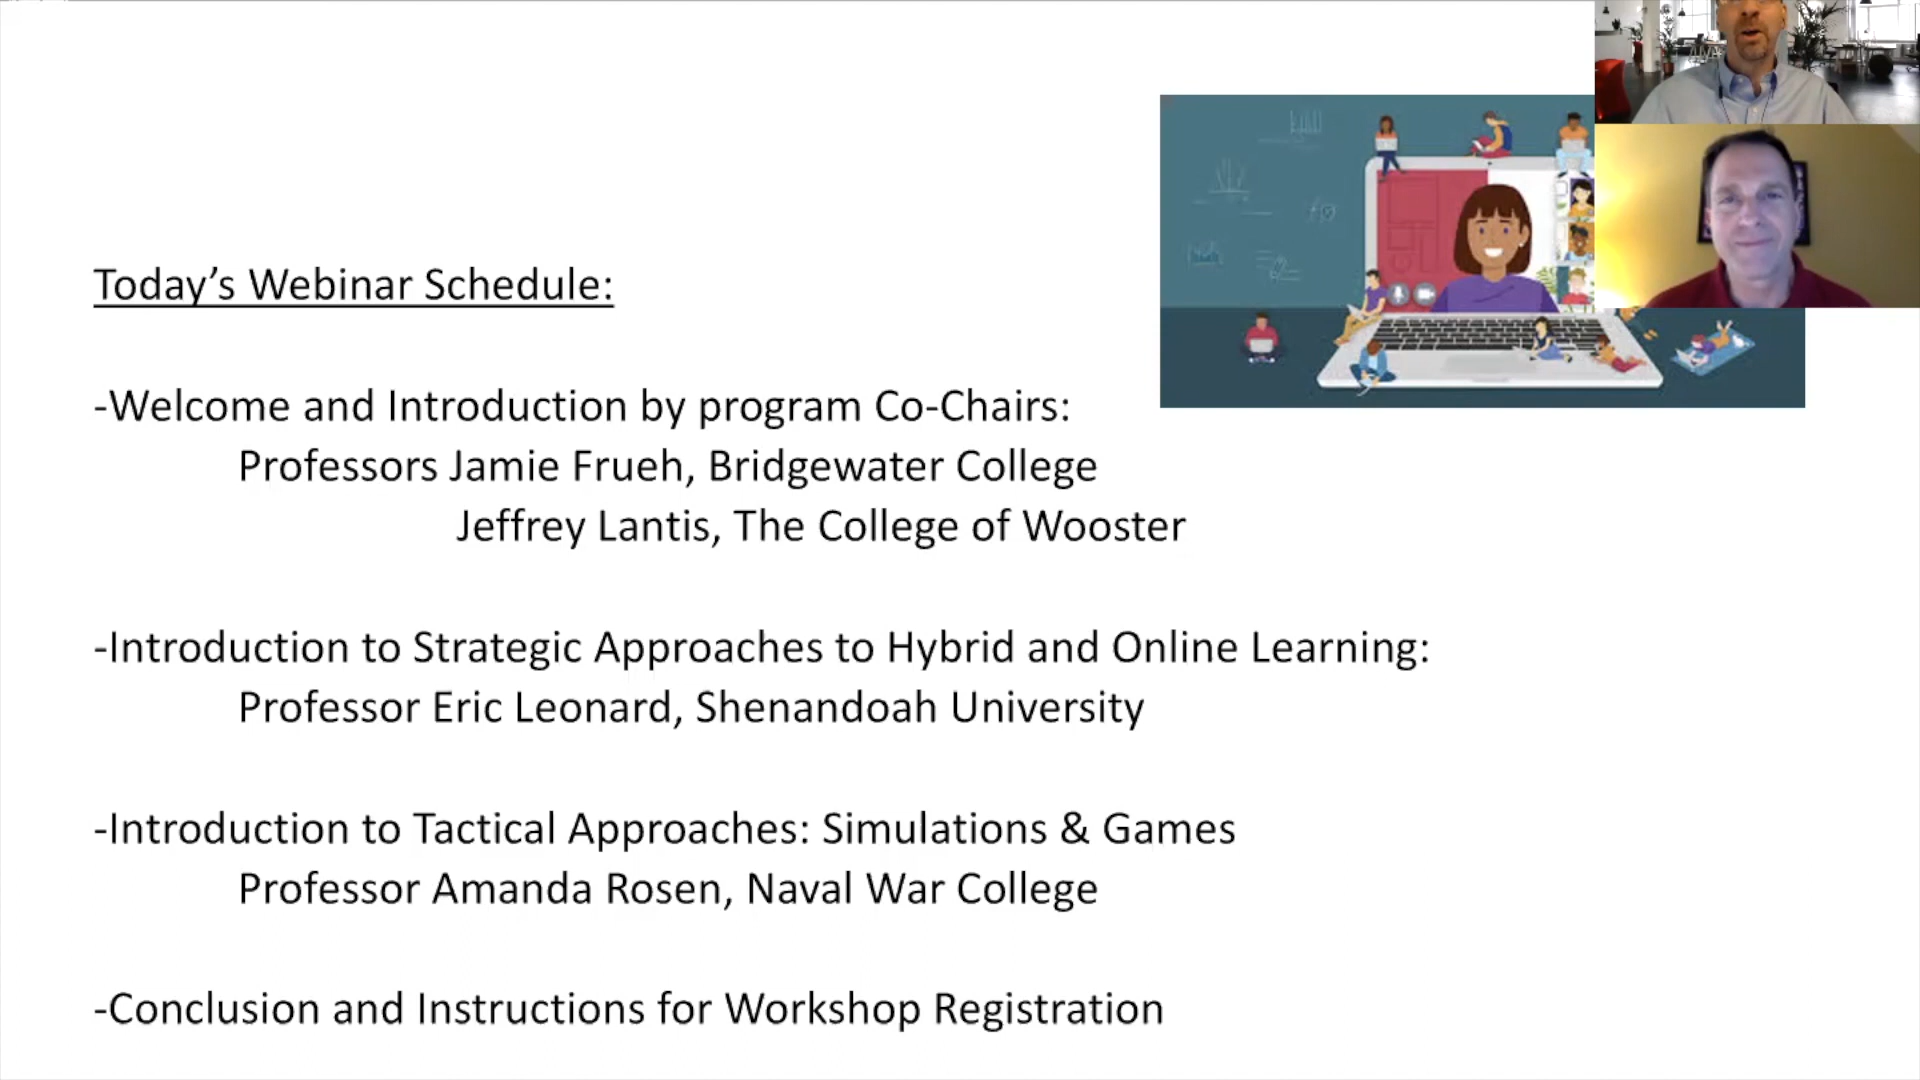 Today’s Webinar Schedule:
-Welcome and Introduction by program Co-Chairs:
Professors Jamie Frueh, Bridgewater College
Jeffrey Lantis, The College of Wooster
-Introduction to Strategic Approaches to Hybrid and Online Learning:
Professor Eric Leonard, Shenandoah University
-Introduction to Tactical Approaches: Simulations & Games
Professor Amanda Rosen, Naval War College
-Conclusion and Instructions for Workshop Registration